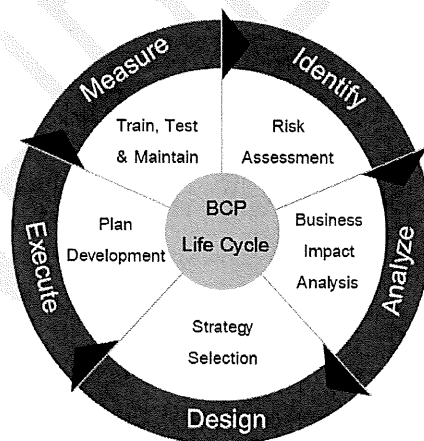 Identify
Risk
Assessment
Analyze
Business
Impact
Analysis
Design
Strategy
Selection
Execute
Plan
Development
Measure
Train, Test
& Maintain
BCP
Life Cycle